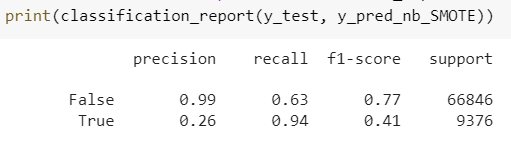 print(classification_report(y_test, y_pred_nb_SMOTE))
precision recall f1-score support
False 0.99 0.63 0.77 66846
True 0.26 0.94 0.41 9376